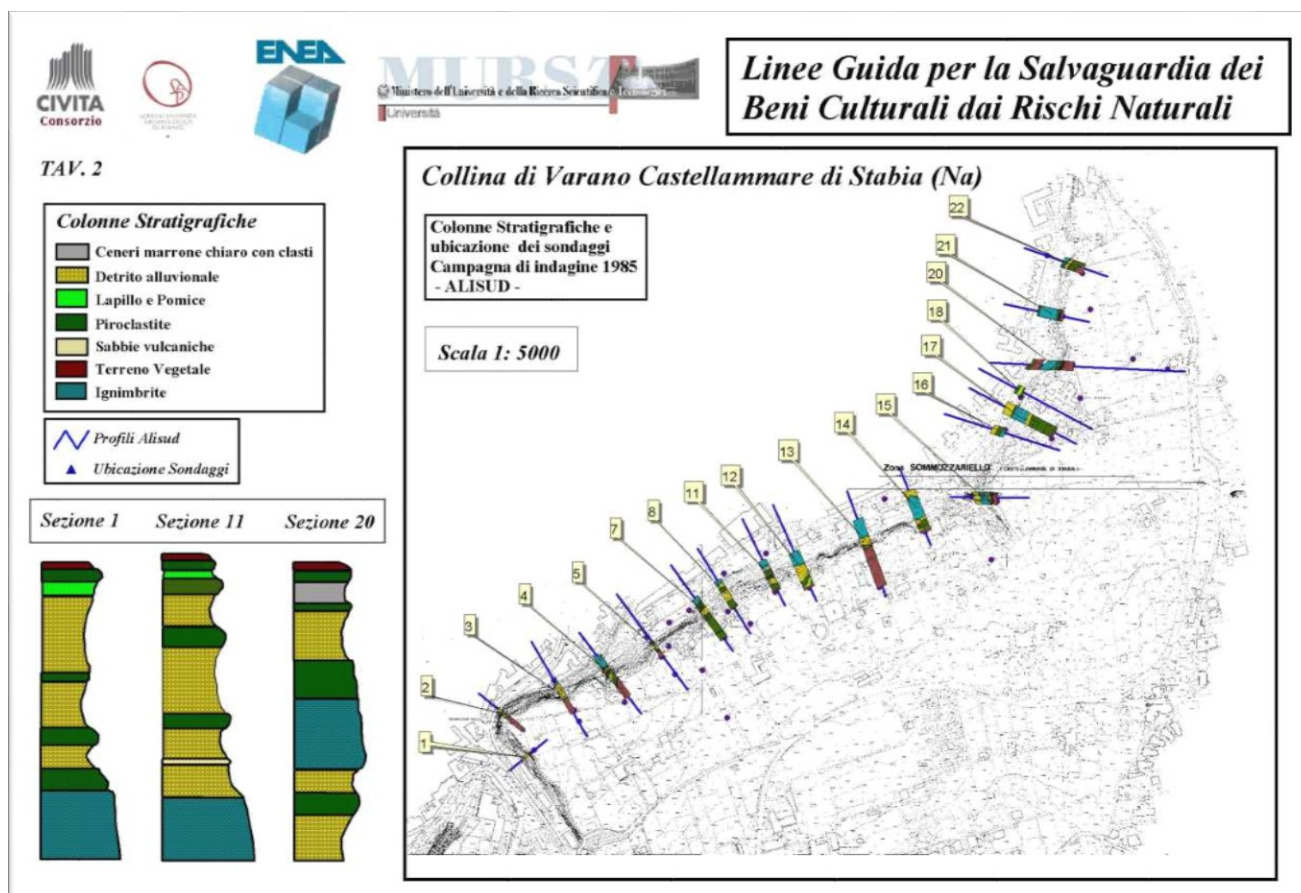 CIVITA
Consorzio
ENEA
MURST
Ministero dell'Università e della Ricerca Scientifica e Tecnologica
Università
Linee Guida per la Salvaguardia dei
Beni Culturali dai Rischi Naturali
TAV. 2
Colonne Stratigrafiche
Ceneri marrone chiaro con clasti
Detrito alluvionale
Lapillo e Pomice
Piroclastite
Sabbie vulcaniche
Terreno Vegetale
Ignimbrite
Profili Alisud
Ubicazione Sondaggi
Sezione 1
Sezione 11
Sezione 20
Collina di Varano Castellammare di Stabia (Na)
Colonne Stratigrafiche e
ubicazione dei sondaggi
Campagna di indagine 1985
- ALISUD -
Scala 1: 5000
22
21
20
18
17
16
15
14
13
12
11
8
7
5
4
3
2
1
Zona SOMMOZZARIELLO